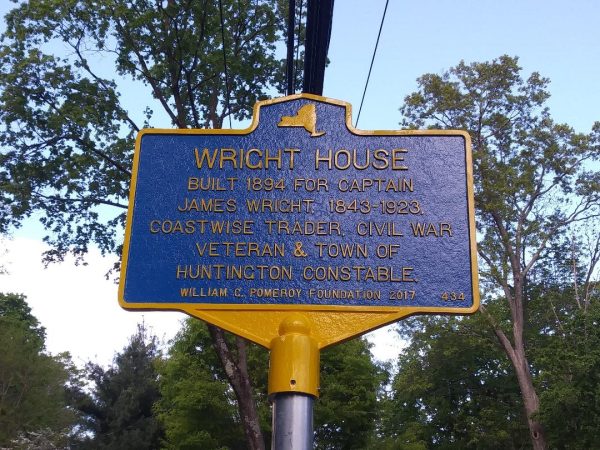 WRIGHT HOUSE
BUILT 1894 FOR CAPTAIN
JAMES WRIGHT, 1843-1923,
COASTWISE TRADER, CIVIL WAR
VETERAN & TOWN OF
HUNTINGTON CONSTABLE.
WILLIAM G. POMEROY FOUNDATION 2017 434